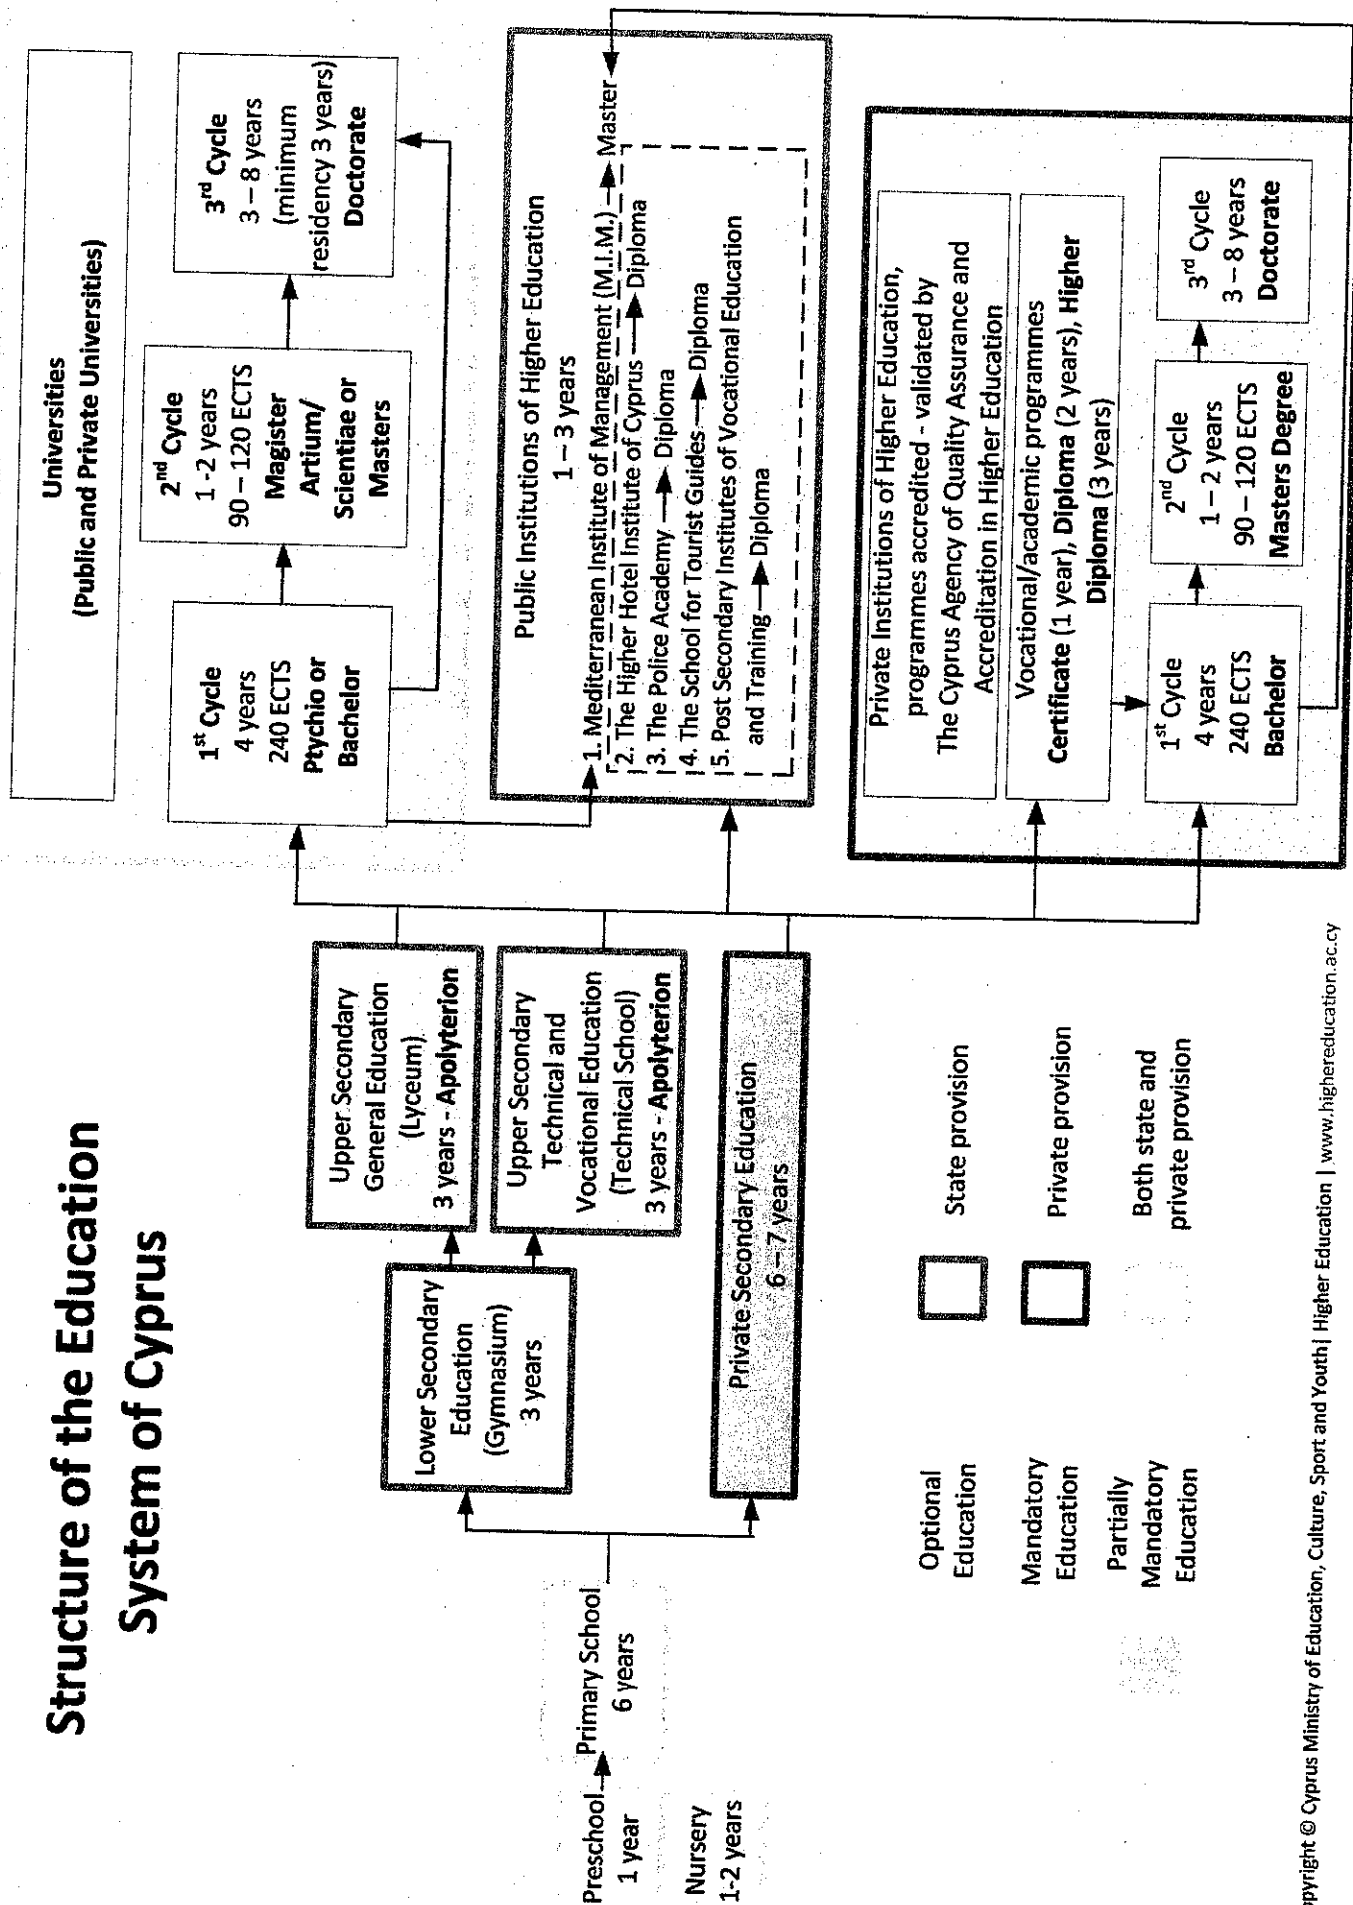 Structure of the Education
System of Cyprus
Preschool
1 year
Nursery
1-2 years
Primary School
6 years
Lower Secondary
Education
(Gymnasium)
3 years
Upper Secondary
General Education
(Lyceum)
3 years - Apolyterion
Upper Secondary
Technical and
Vocational Education
(Technical School)
3 years - Apolyterion
Private Secondary Education
6 – 7 years
Universities
(Public and Private Universities)
1st Cycle
4 years
240 ECTS
Ptychio or
Bachelor
2nd Cycle
1 -2 years
90 – 120 ECTS
Magister
Artium/
Scientiae or
Masters
3rd Cycle
3 – 8 years
(minimum
residency 3 years)
Doctorate
Public Institutions of Higher Education
1 – 3 years
1. Mediterranean Institute of Management (M.I.M.) Master
2. The Higher Hotel Institute of Cyprus Diploma
3. The Police Academy Diploma
4. The School for Tourist Guides Diploma
5. Post Secondary Institutes of Vocational Education
and Training Diploma
Private Institutions of Higher Education,
programmes accredited - validated by
The Cyprus Agency of Quality Assurance and
Accreditation in Higher Education
Vocational/academic programmes
Certificate (1 year), Diploma (2 years), Higher
Diploma (3 years)
1st Cycle
4 years
240 ECTS
Bachelor
2nd Cycle
1 – 2 years
90 – 120 ECTS
Masters Degree
3rd Cycle
3 – 8 years
Doctorate
Optional
Education
Mandatory
Education
Partially
Mandatory
Education
State provision
Private provision
Both state and
private provision
opyright © Cyprus Ministry of Education, Culture, Sport and Youth| Higher Education | www.highereducation.ac.cy